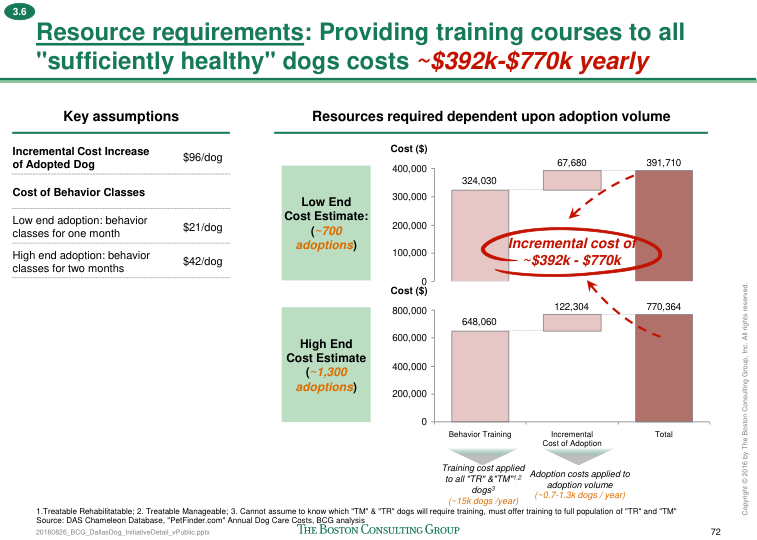 3.6
Resource requirements: Providing training courses to all
"sufficiently healthy" dogs costs ~$392k-$770k yearly
Key assumptions
Incremental Cost Increase
of Adopted Dog
$96/dog
Cost of Behavior Classes
Low end adoption: behavior
classes for one month
$21/dog
High end adoption: behavior
classes for two months
$42/dog
Resources required dependent upon adoption volume
Low End
Cost Estimate:
(~700
adoptions)
Cost ($)
400,000
300,000
200,000
100,000
0
324,030
67,680
391,710
Incremental cost of
~$392k - $770k
High End
Cost Estimate
(~1,300
adoptions)
Cost ($)
800,000
600,000
400,000
200,000
0
648,060
122,304
770,364
Behavior Training
Incremental
Cost of Adoption
Total
Training cost applied
to all "TR" &"TM"1,2
dogs3
(~15k dogs /year)
Adoption costs applied to
adoption volume
(~0.7-1.3k dogs / year)
1.Treatable Rehabilitatable; 2. Treatable Manageable; 3. Cannot assume to know which "TM" & "TR" dogs will require training, must offer training to full population of "TR" and "TM"
Source: DAS Chameleon Database, "PetFinder.com" Annual Dog Care Costs, BCG analysis
20160826_BCG_DallasDog_InitiativeDetail_vPublic.pptx
THE BOSTON CONSULTING GROUP
72
Copyright © 2016 by The Boston Consulting Group, Inc. All rights reserved.